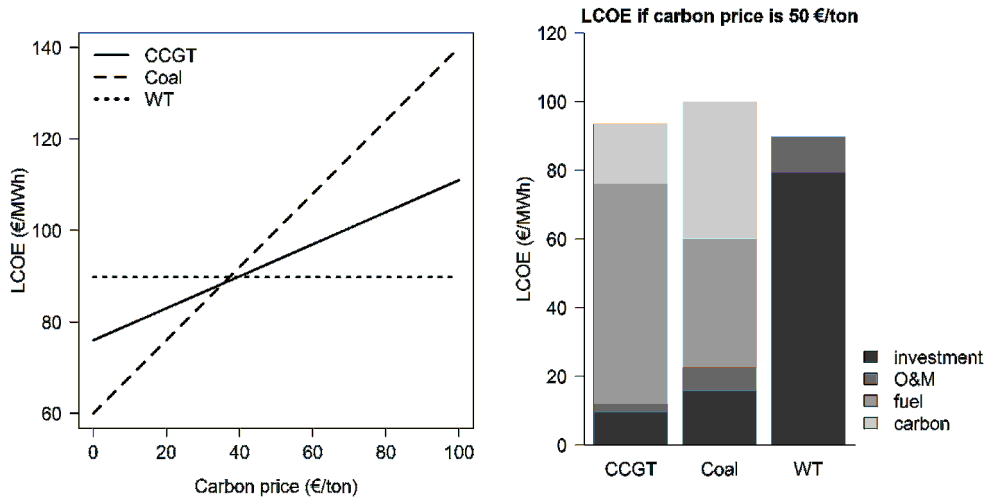 CCGT
Coal
WT
LCOE (€/MWh)
140
120
100
80
60
0 20 40 60 80 100
Carbon price (€/ton)
LCOE if carbon price is 50 €/ton
LCOE (€/MWh)
120
100
80
60
40
20
0
CCGT Coal WT
investment
O&M
fuel
carbon